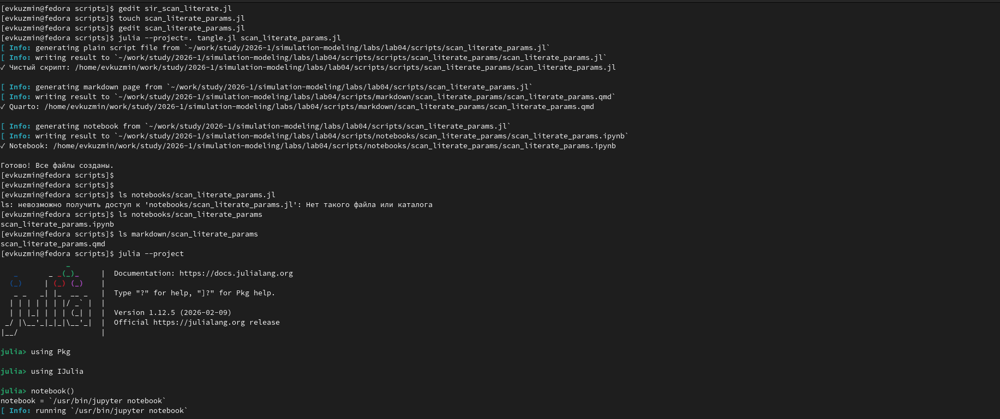 [evkuzmin@fedora scripts]$ gedit sir_scan_literate.jl
[evkuzmin@fedora scripts]$ touch scan_literate_params.jl
[evkuzmin@fedora scripts]$ gedit scan_literate_params.jl
[evkuzmin@fedora scripts]$ julia --project=. tangle.jl scan_literate_params.jl
[ Info: generating plain script file from `~/work/study/2026-1/simulation-modeling/labs/lab04/scripts/scan_literate_params.jl`
[ Info: writing result to `~/work/study/2026-1/simulation-modeling/labs/lab04/scripts/scripts/scan_literate_params/scan_literate_params.jl`
✓ Чистый скрипт: /home/evkuzmin/work/study/2026-1/simulation-modeling/labs/lab04/scripts/scripts/scan_literate_params/scan_literate_params.jl

[ Info: generating markdown page from `~/work/study/2026-1/simulation-modeling/labs/lab04/scripts/scan_literate_params.jl`
[ Info: writing result to `~/work/study/2026-1/simulation-modeling/labs/lab04/scripts/markdown/scan_literate_params/scan_literate_params.qmd`
✓ Quarto: /home/evkuzmin/work/study/2026-1/simulation-modeling/labs/lab04/scripts/markdown/scan_literate_params/scan_literate_params.qmd

[ Info: generating notebook from `~/work/study/2026-1/simulation-modeling/labs/lab04/scripts/scan_literate_params.jl`
[ Info: writing result to `~/work/study/2026-1/simulation-modeling/labs/lab04/scripts/notebooks/scan_literate_params/scan_literate_params.ipynb`
✓ Notebook: /home/evkuzmin/work/study/2026-1/simulation-modeling/labs/lab04/scripts/notebooks/scan_literate_params/scan_literate_params.ipynb

Готово! Все файлы созданы.
[evkuzmin@fedora scripts]$
[evkuzmin@fedora scripts]$
[evkuzmin@fedora scripts]$ ls notebooks/scan_literate_params.jl
ls: невозможно получить доступ к 'notebooks/scan_literate_params.jl': Нет такого файла или каталога
[evkuzmin@fedora scripts]$ ls notebooks/scan_literate_params
scan_literate_params.ipynb
[evkuzmin@fedora scripts]$ ls markdown/scan_literate_params
scan_literate_params.qmd
[evkuzmin@fedora scripts]$ julia --project
               _
   _       _ _(_)_     |  Documentation: https://docs.julialang.org
  (_)     | (_) (_)    |
   _ _   _| |_  __ _   |  Type "?" for help, "]?" for Pkg help.
  | | | | | | |/ _` |  |
  | | |_| | | | (_| |  |  Version 1.12.5 (2026-02-09)
 _/ |\__'_|_|_|\__'_|  |  Official https://julialang.org release
|__/                   |

julia> using Pkg

julia> using IJulia

julia> notebook()
notebook = `/usr/bin/jupyter notebook`
[ Info: running `/usr/bin/jupyter notebook`